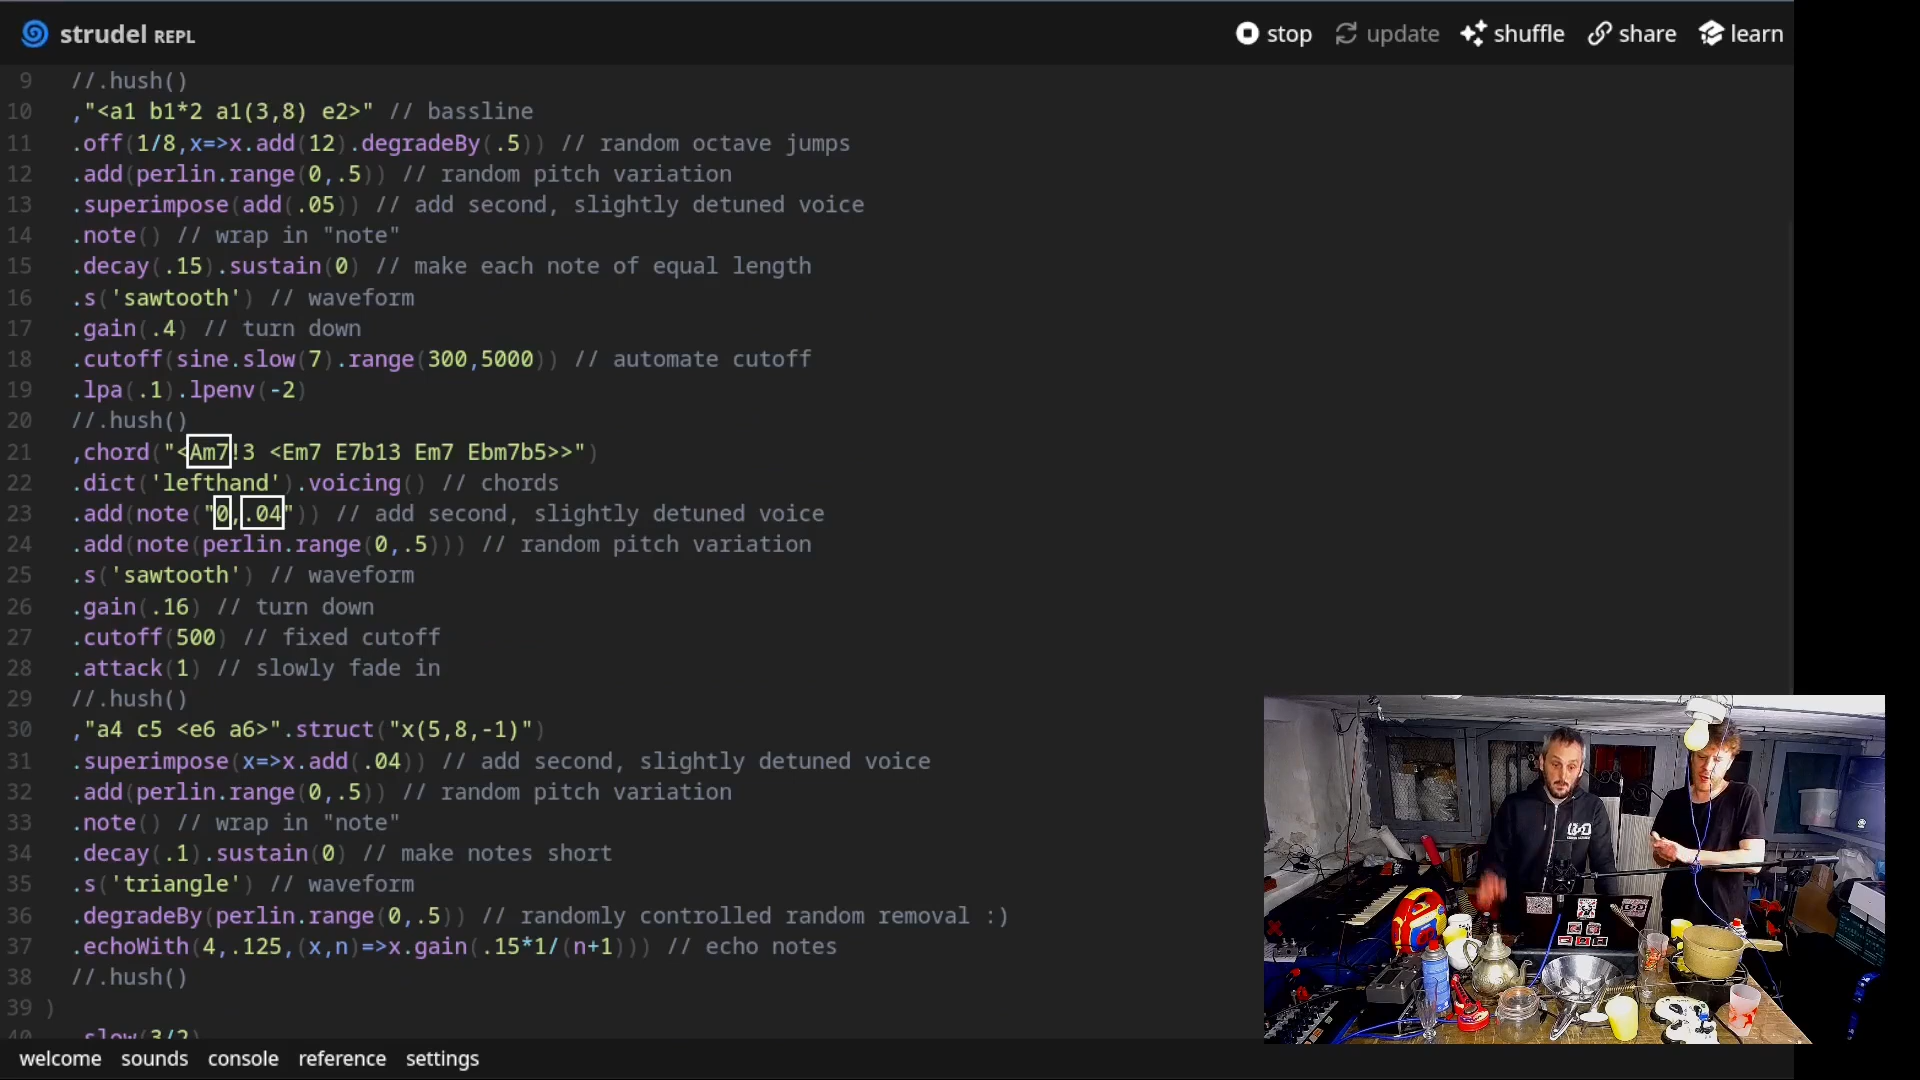 strudel REPL
stop update shuffle share learn
9 //.hush()
10 ,"<a1 b1*2 a1(3,8) e2>" // bassline
11 .off(1/8,x=>x.add(12).degradeBy(.5)) // random octave jumps
12 .add(perlin.range(0,.5)) // random pitch variation
13 .superimpose(add(.05)) // add second, slightly detuned voice
14 .note() // wrap in "note"
15 .decay(.15).sustain(0) // make each note of equal length
16 .s('sawtooth') // waveform
17 .gain(.4) // turn down
18 .cutoff(sine.slow(7).range(300,5000)) // automate cutoff
19 .lpa(.1).lpenv(-2)
20 //.hush()
21 ,chord("<Am7!3 <Em7 E7b13 Em7 Ebm7b5>>")
22 .dict('lefthand').voicing() // chords
23 .add(note("0,.04")) // add second, slightly detuned voice
24 .add(note(perlin.range(0,.5))) // random pitch variation
25 .s('sawtooth') // waveform
26 .gain(.16) // turn down
27 .cutoff(500) // fixed cutoff
28 .attack(1) // slowly fade in
29 //.hush()
30 ,"a4 c5 <e6 a6>".struct("x(5,8,-1)")
31 .superimpose(x=>x.add(.04)) // add second, slightly detuned voice
32 .add(perlin.range(0,.5)) // random pitch variation
33 .note() // wrap in "note"
34 .decay(.1).sustain(0) // make notes short
35 .s('triangle') // waveform
36 .degradeBy(perlin.range(0,.5)) // randomly controlled random removal :)
37 .echoWith(4,.125,(x,n)=>x.gain(.15*1/(n+1))) // echo notes
38 //.hush()
39 )
40 .slow(3/2)
welcome sounds console reference settings